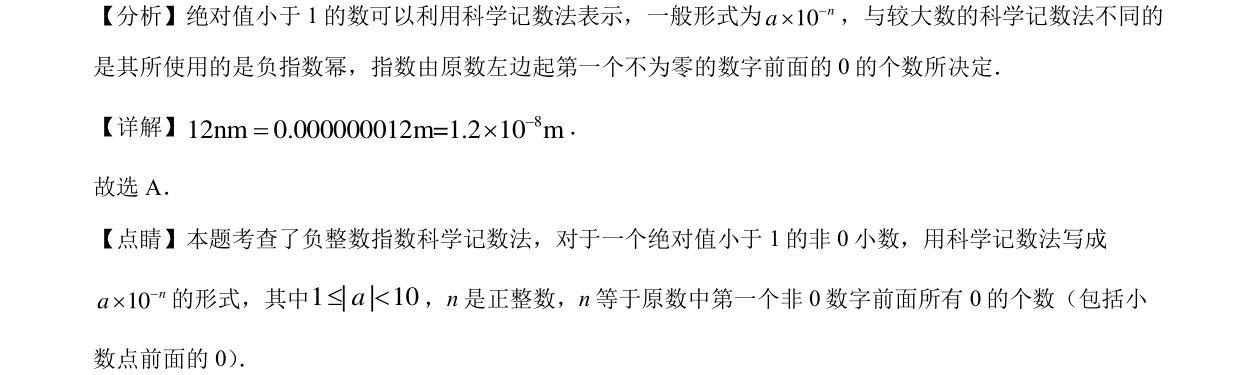 【分析】绝对值小于 1 的数可以利用科学记数法表示，一般形式为 a×10⁻ⁿ，与较大数的科学记数法不同的
是其所使用的是负指数幂，指数由原数左边起第一个不为零的数字前面的 0 的个数所决定．
【详解】12nm＝0.000000012m=1.2×10⁻⁸m．
故选 A．
【点睛】本题考查了负整数指数科学记数法，对于一个绝对值小于 1 的非 0 小数，用科学记数法写成
a×10⁻ⁿ 的形式，其中1≤|a|<10，n 是正整数，n 等于原数中第一个非 0 数字前面所有 0 的个数（包括小
数点前面的 0）．